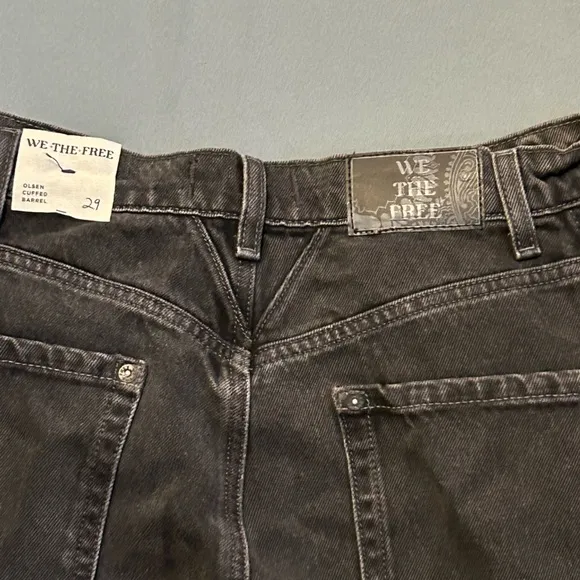 WE·THE·FREE
OLSEN
CUFFED
BARREL
29
WE
THE
FREE